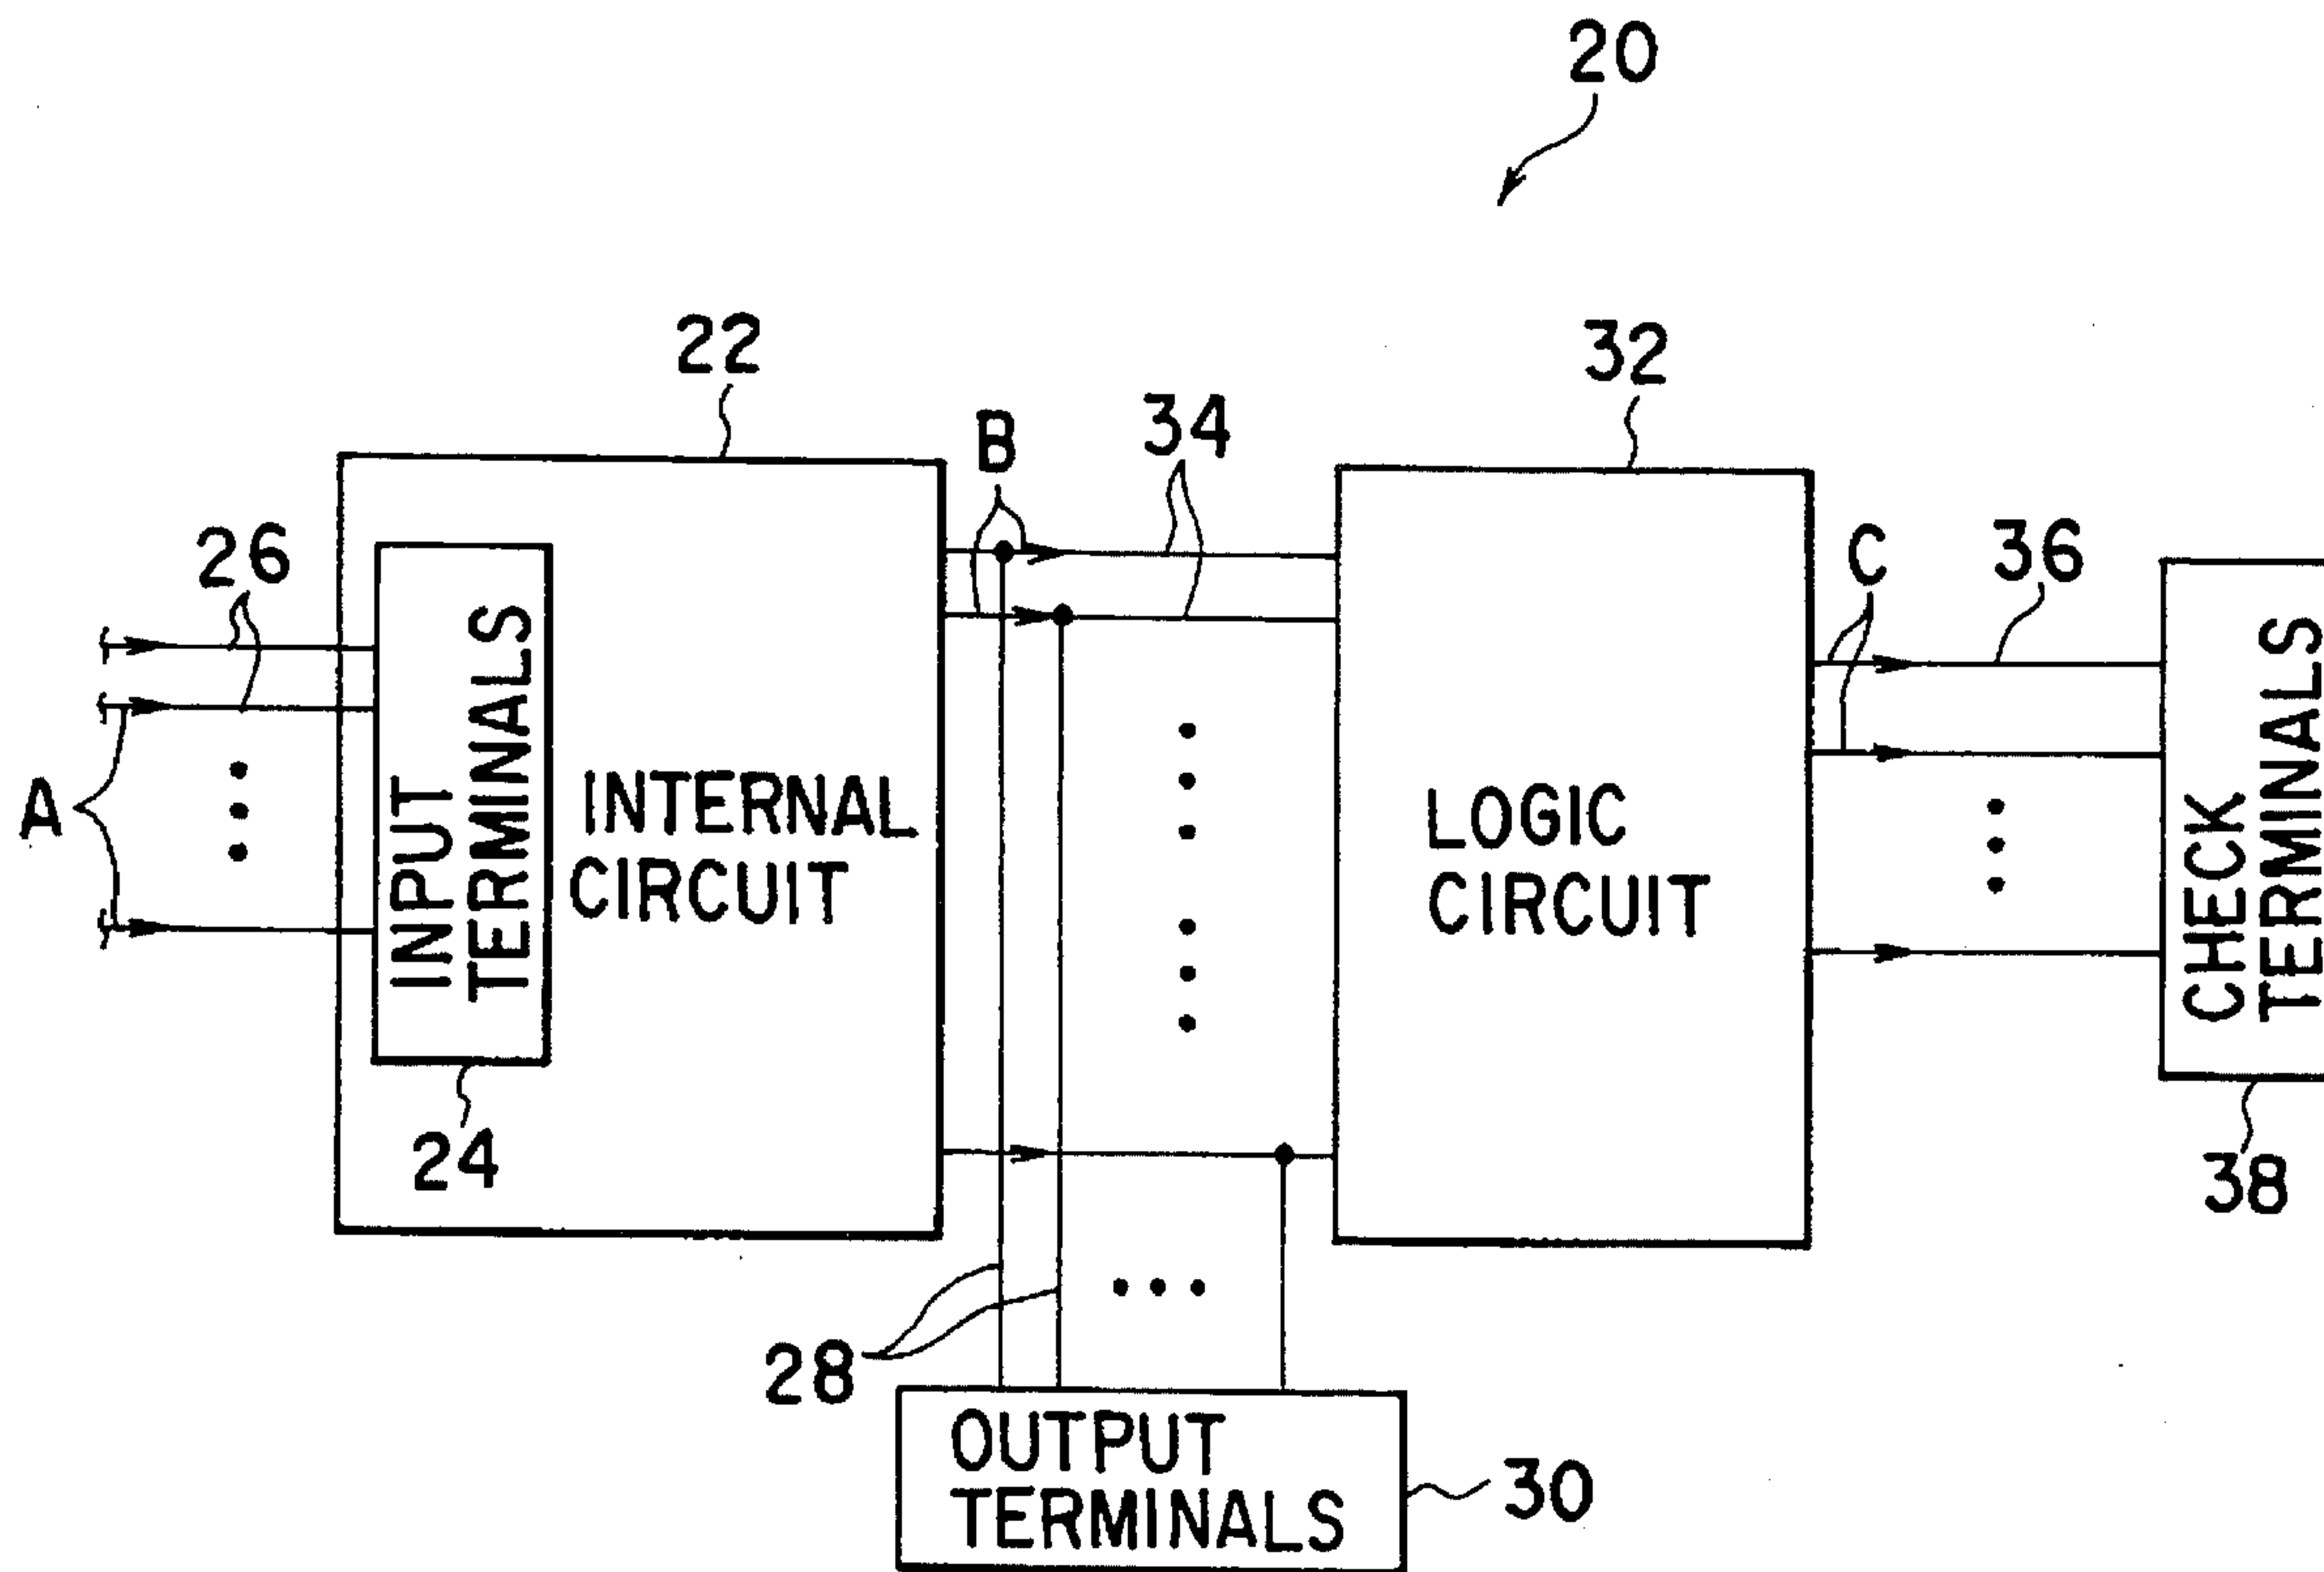 20
22
32
B
34
26
C
36
A
INPUT
TERMINALS
INTERNAL
CIRCUIT
LOGIC
CIRCUIT
CHECK
TERMINALS
24
38
28
OUTPUT
TERMINALS
30